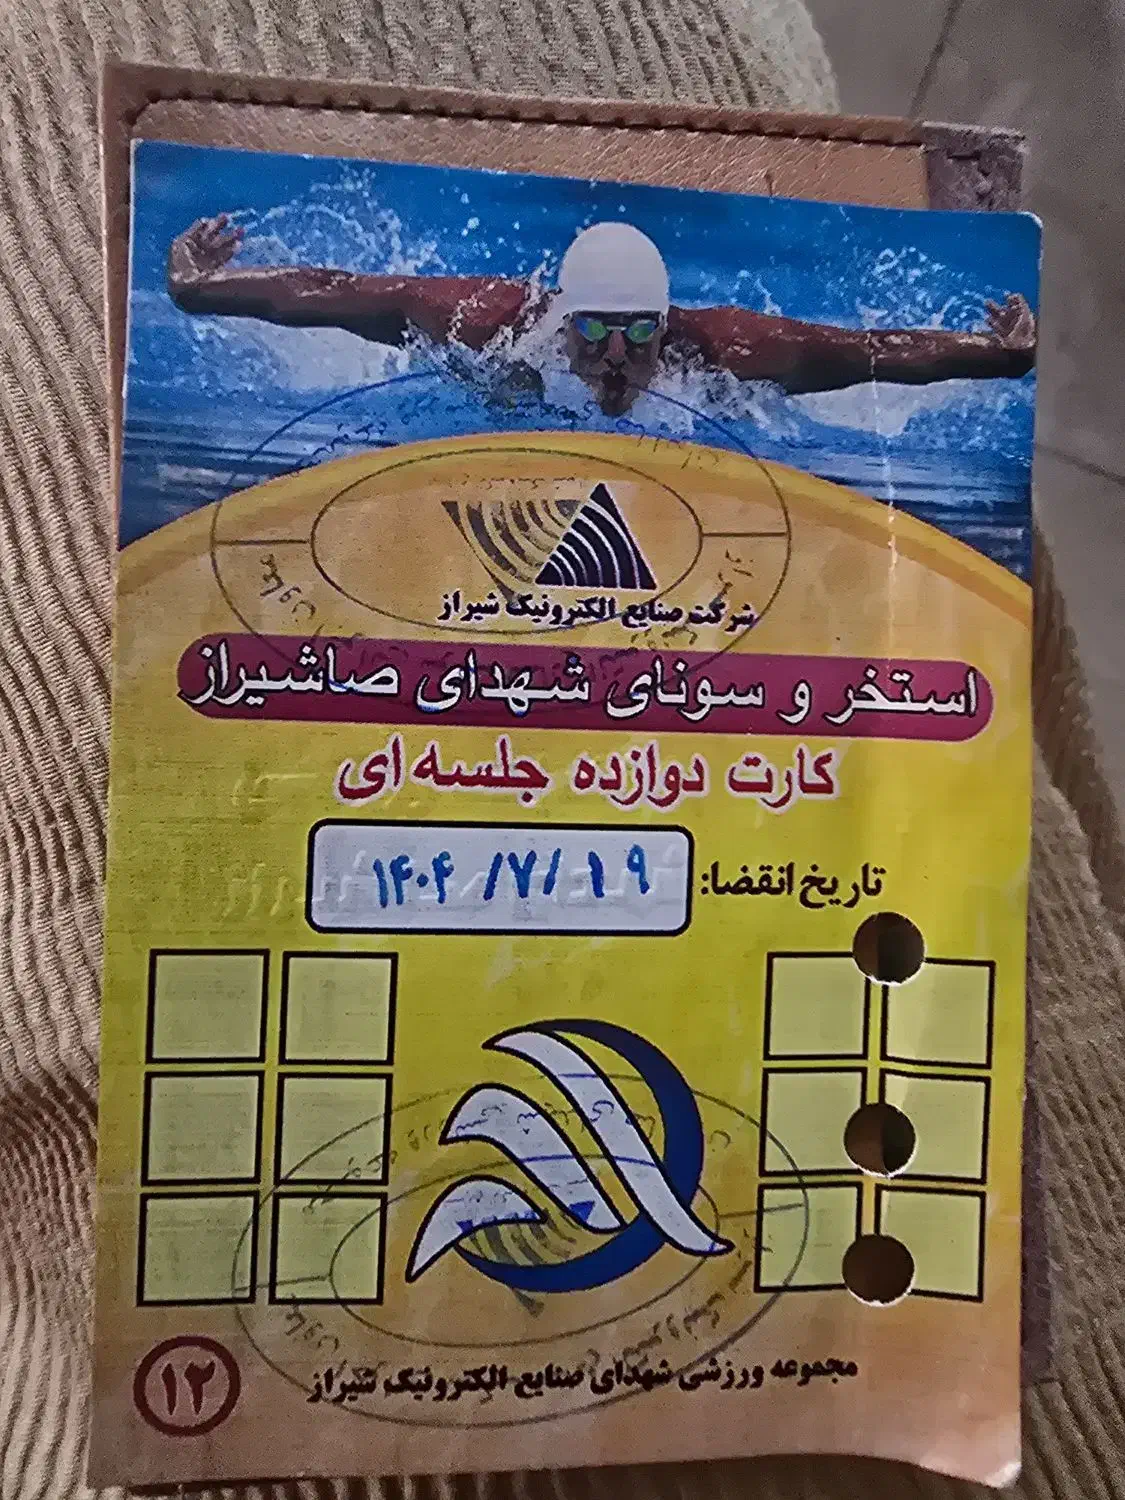 شرکت صنایع الکترونیک شیراز
استخر و سونای شهدای صاشیراز
کارت دوازده جلسه ای
تاریخ انقضا: ۱۴۰۴/۷/۱۹
مجموعه ورزشی شهدای صنایع الکترونیک شیراز
۱۲